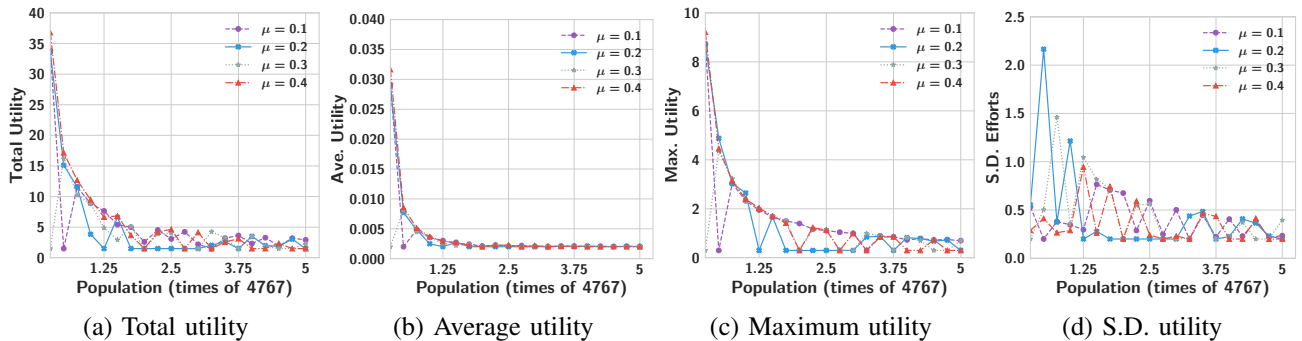 Total Utility
40
35
30
25
20
15
10
5
0
μ = 0.1
μ = 0.2
μ = 0.3
μ = 0.4
1.25 2.5 3.75 5
Population (times of 4767)
(a) Total utility
Ave. Utility
0.040
0.035
0.030
0.025
0.020
0.015
0.010
0.005
0.000
μ = 0.1
μ = 0.2
μ = 0.3
μ = 0.4
1.25 2.5 3.75 5
Population (times of 4767)
(b) Average utility
Max. Utility
10
8
6
4
2
0
μ = 0.1
μ = 0.2
μ = 0.3
μ = 0.4
1.25 2.5 3.75 5
Population (times of 4767)
(c) Maximum utility
S.D. Efforts
2.5
2.0
1.5
1.0
0.5
0.0
μ = 0.1
μ = 0.2
μ = 0.3
μ = 0.4
1.25 2.5 3.75 5
Population (times of 4767)
(d) S.D. utility